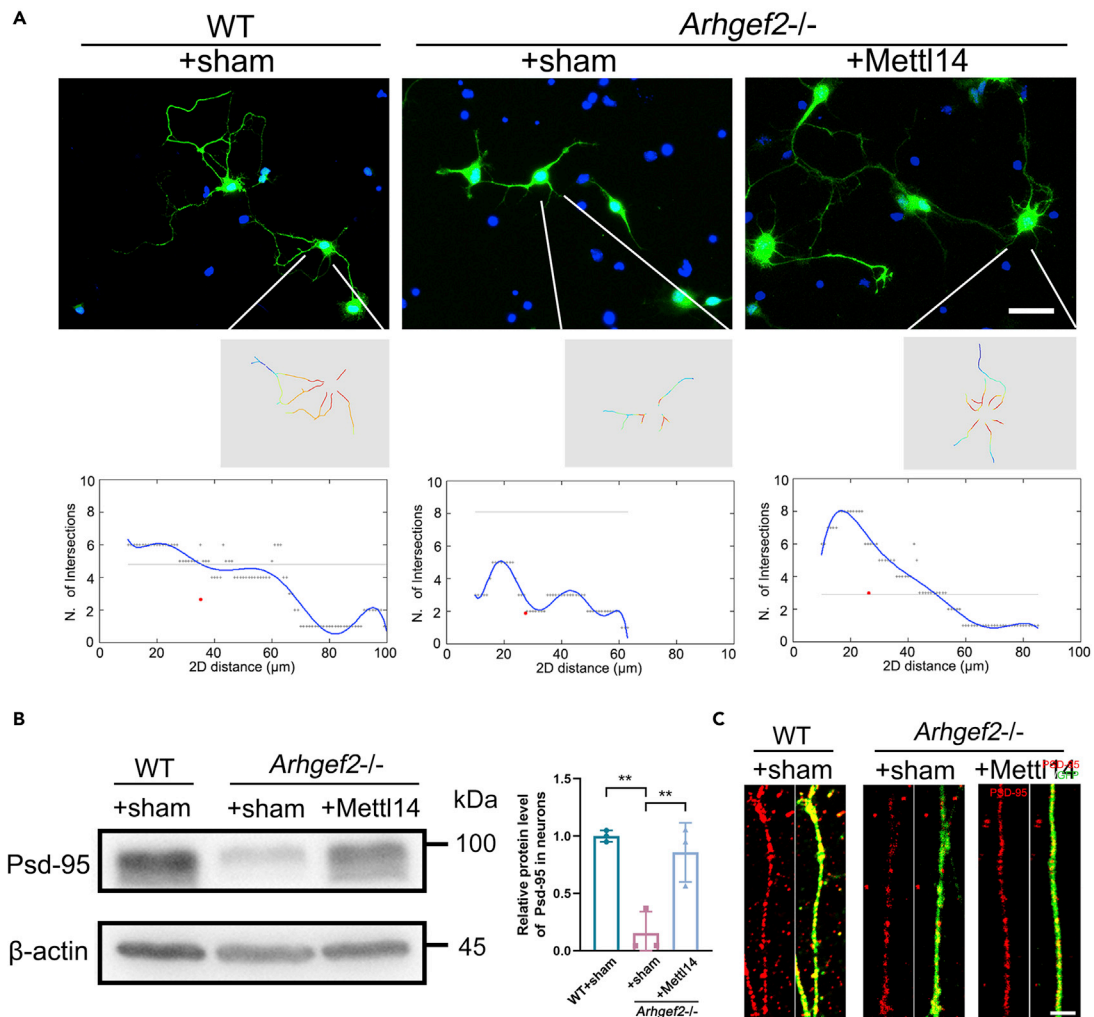 A
WT
Arhgef2-/-
+sham
+sham
+Mettl14
N. of Intersections
10
8
6
4
2
0
0 20 40 60 80 100
2D distance (µm)
N. of Intersections
10
8
6
4
2
0
0 20 40 60 80 10
2D distance (µm)
N. of Intersections
10
8
6
4
2
0
0 20 40 60 80 100
2D distance (µm)
B
WT
Arhgef2-/-
+sham
+sham
+Mettl14
kDa
Psd-95
100
β-actin
45
Relative protein level
of Psd-95 in neurons
1.5
1.0
0.5
0.0
**
**
WT+sham
+sham
+Mettl14
Arhgef2-/-
C
WT
Arhgef2-/-
+sham
+sham
+Mettl14
PSD-95
GFP
PSD-95